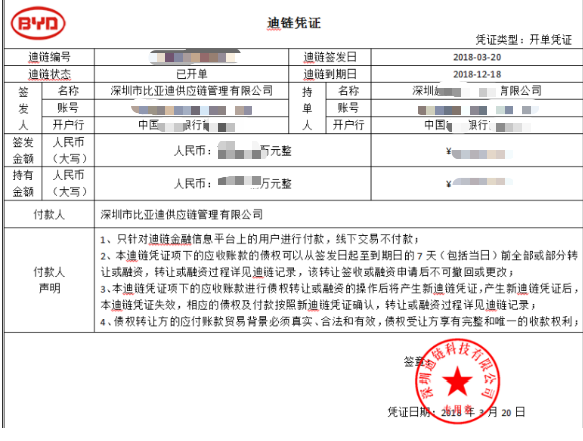 BYD
迪链凭证
凭证类型：开单凭证
迪链编号 迪链签发日 2018-03-20
迪链状态 已开单 迪链到期日 2018-12-18
签发人 名称 深圳市比亚迪供应链管理有限公司 持单人 名称 深圳 有限公司
账号 账号
开户行 中国 银行 开户行 中国 银行
签发金额 人民币（大写） 人民币： 万元整 ¥
持有金额 人民币（大写） 人民币： 万元整 ¥
付款人 深圳市比亚迪供应链管理有限公司
付款人声明
1、只针对迪链金融信息平台上的用户进行付款，线下交易不付款；
2、本迪链凭证项下的应收账款的债权可以从签发日起至到期日的 7 天（包括当日）前全部或部分转
让或融资，转让或融资过程详见迪链记录，该转让签收或融资申请后不可撤回或更改；
3、本迪链凭证项下的应收账款进行债权转让或融资的操作后将产生新迪链凭证，产生新迪链凭证后，
本迪链凭证失效，相应的债权及付款按照新迪链凭证确认，转让或融资过程详见迪链记录；
4、债权转让方的应付账款贸易背景必须真实、合法和有效，债权受让方享有完整和唯一的收款权利；
签章：
深圳迪链科技有限公司
专用章
凭证日期：2018 年 3 月 20 日